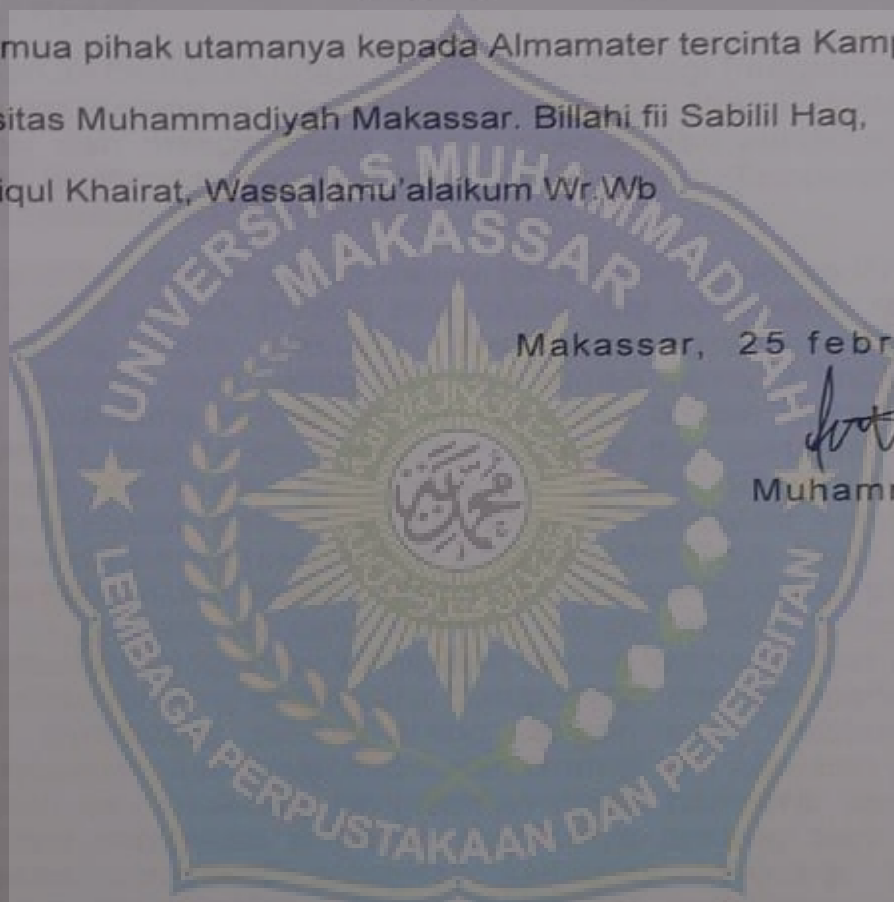 mua pihak utamanya kepada Almamater tercinta Kamp
sitas Muhammadiyah Makassar. Billahi fii Sabilil Haq,
iqul Khairat, Wassalamu'alaikum Wr.Wb
UNIVERSITAS MUHAMMADIYAH
MAKASSAR
Makassar, 25 febr
Muham
محمدية
LEMBAGA PERPUSTAKAAN DAN PENERBITAN